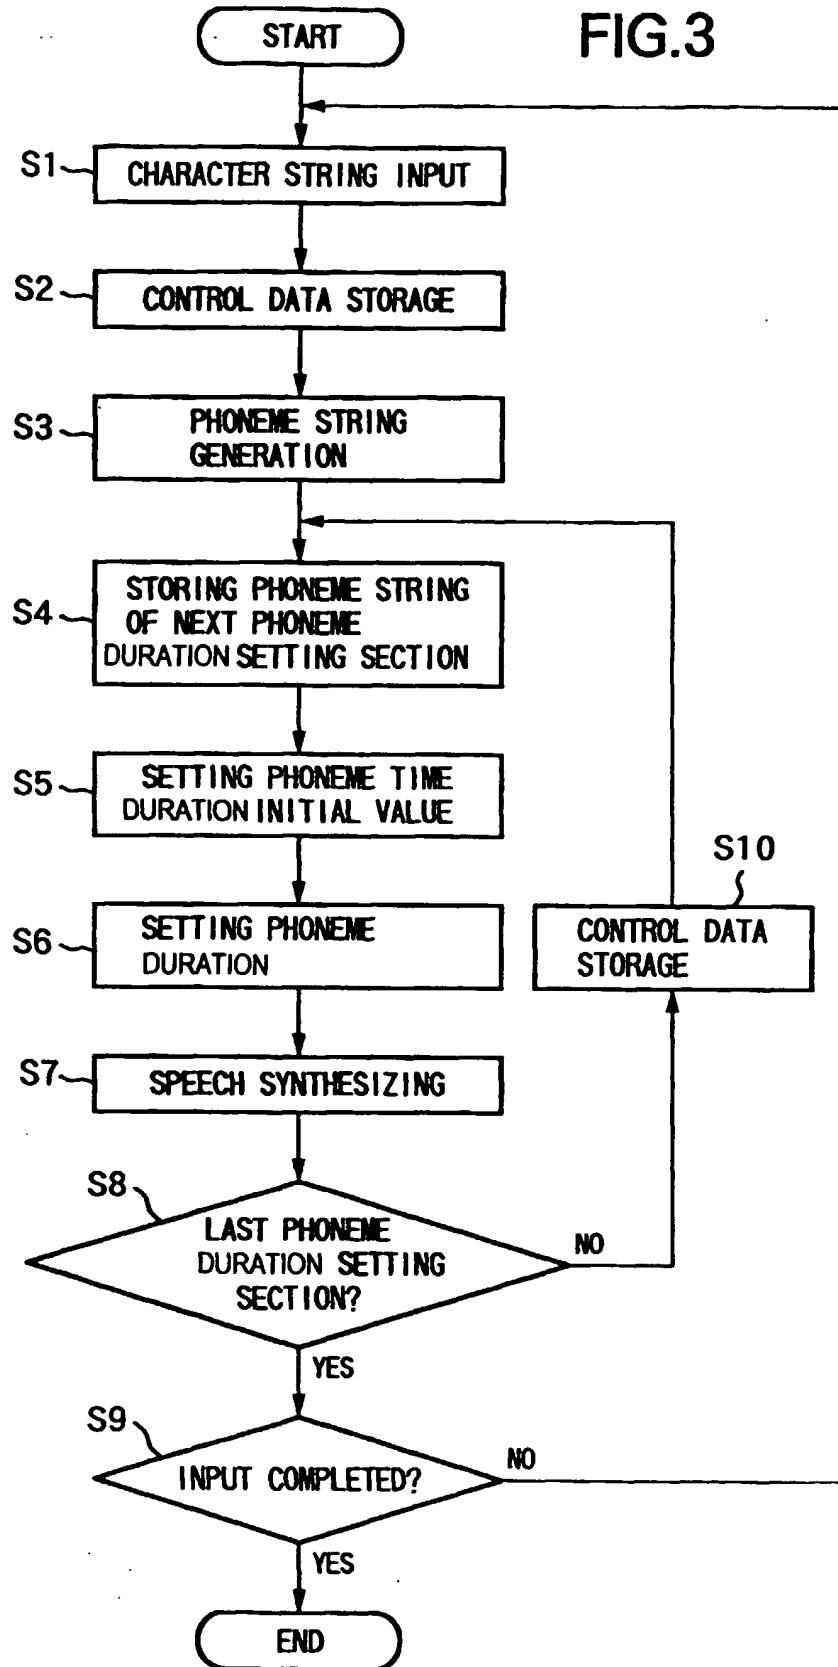 FIG.3
START
S1
CHARACTER STRING INPUT
S2
CONTROL DATA STORAGE
S3
PHONEME STRING
GENERATION
S4
STORING PHONEME STRING
OF NEXT PHONEME
DURATION SETTING SECTION
S5
SETTING PHONEME TIME
DURATION INITIAL VALUE
S6
SETTING PHONEME
DURATION
S10
CONTROL DATA
STORAGE
S7
SPEECH SYNTHESIZING
S8
LAST PHONEME
DURATION SETTING
SECTION?
NO
YES
S9
INPUT COMPLETED?
NO
YES
END